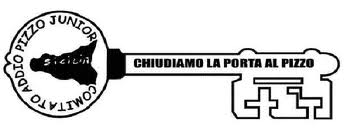 COMITATO ADDIO PIZZO JUNIOR
Sicilia
CHIUDIAMO LA PORTA AL PIZZO